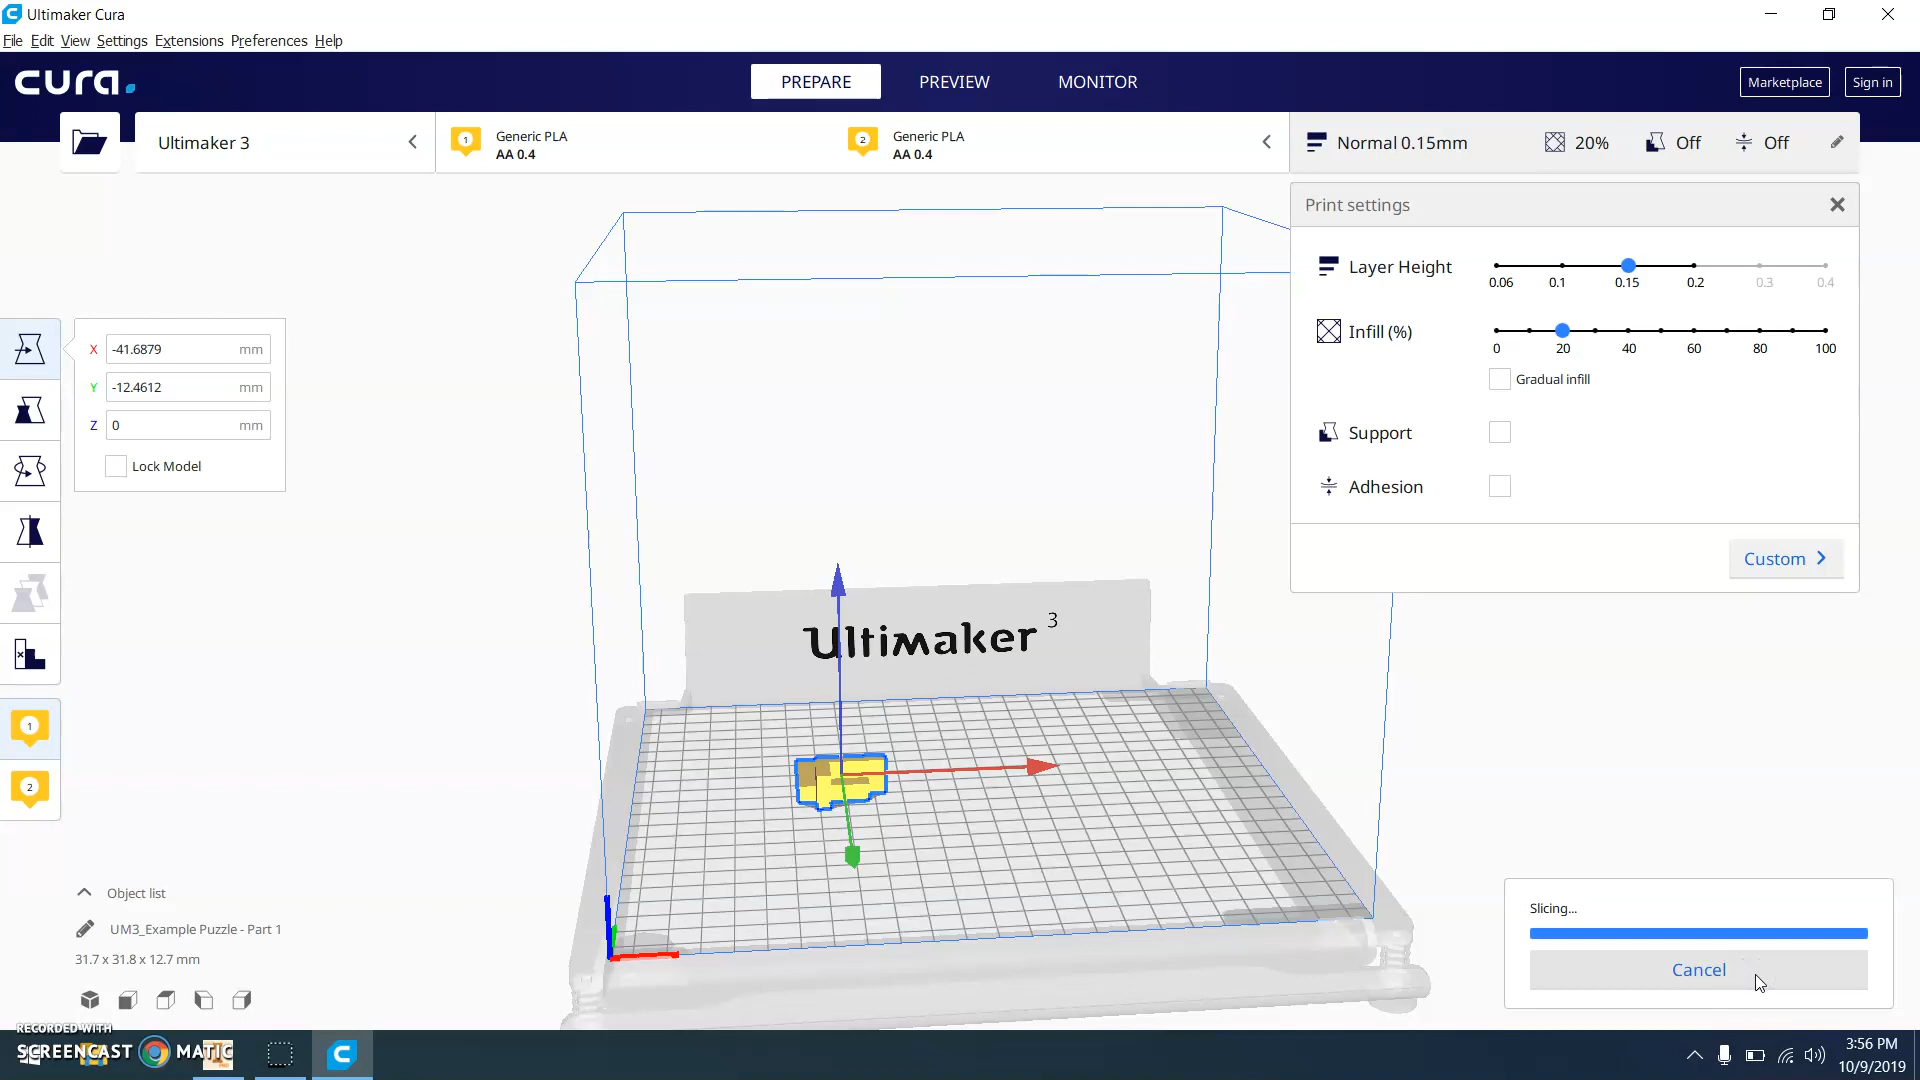 Ultimaker Cura
File Edit View Settings Extensions Preferences Help
cura.
PREPARE
PREVIEW
MONITOR
Marketplace
Sign in
Ultimaker 3
1
Generic PLA
AA 0.4
2
Generic PLA
AA 0.4
Normal 0.15mm
20%
Off
Off
Print settings
Layer Height
0.06 0.1 0.15 0.2 0.3 0.4
Infill (%)
0 20 40 60 80 100
Gradual infill
Support
Adhesion
Custom
X -41.6879 mm
Y -12.4612 mm
Z 0 mm
Lock Model
1
2
Ultimaker 3
Object list
UM3_Example Puzzle - Part 1
31.7 x 31.8 x 12.7 mm
Slicing...
Cancel
RECORDED WITH
SCREENCAST MATIC
3:56 PM
10/9/2019